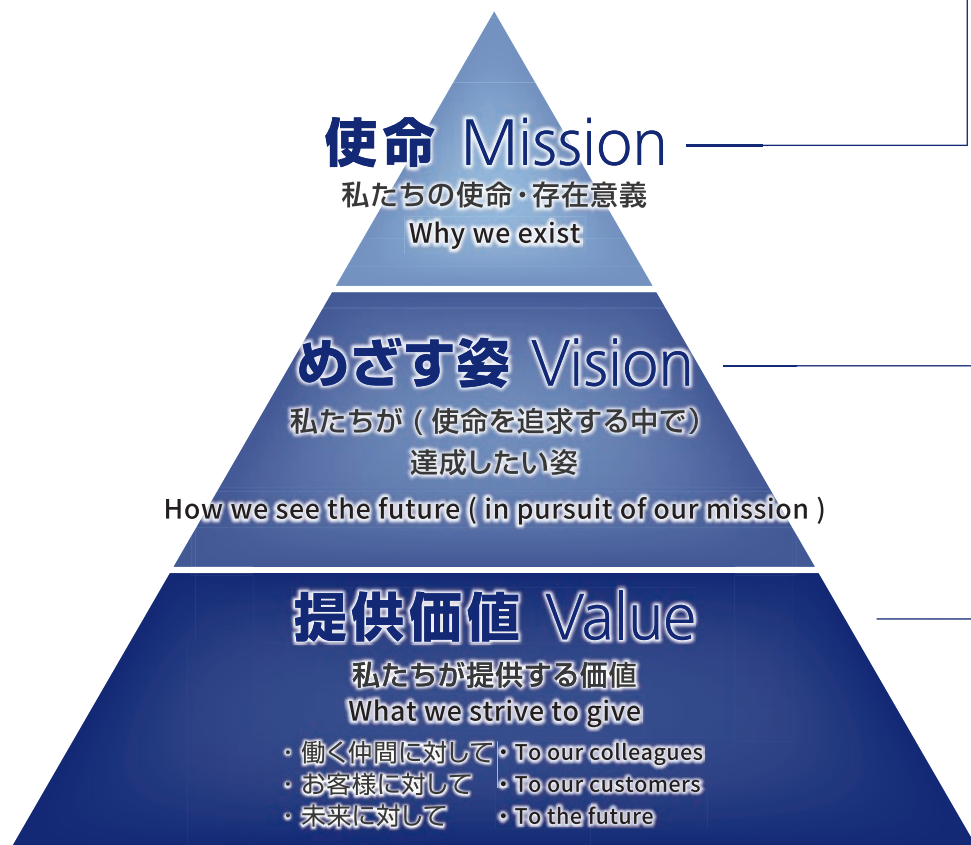 使命 Mission
私たちの使命・存在意義
Why we exist
めざす姿 Vision
私たちが ( 使命を追求する中で)
達成したい姿
How we see the future ( in pursuit of our mission )
提供価値 Value
私たちが提供する価値
What we strive to give
・ 働く仲間に対して ・ To our colleagues
・ お客様に対して ・ To our customers
・ 未来に対して ・ To the future